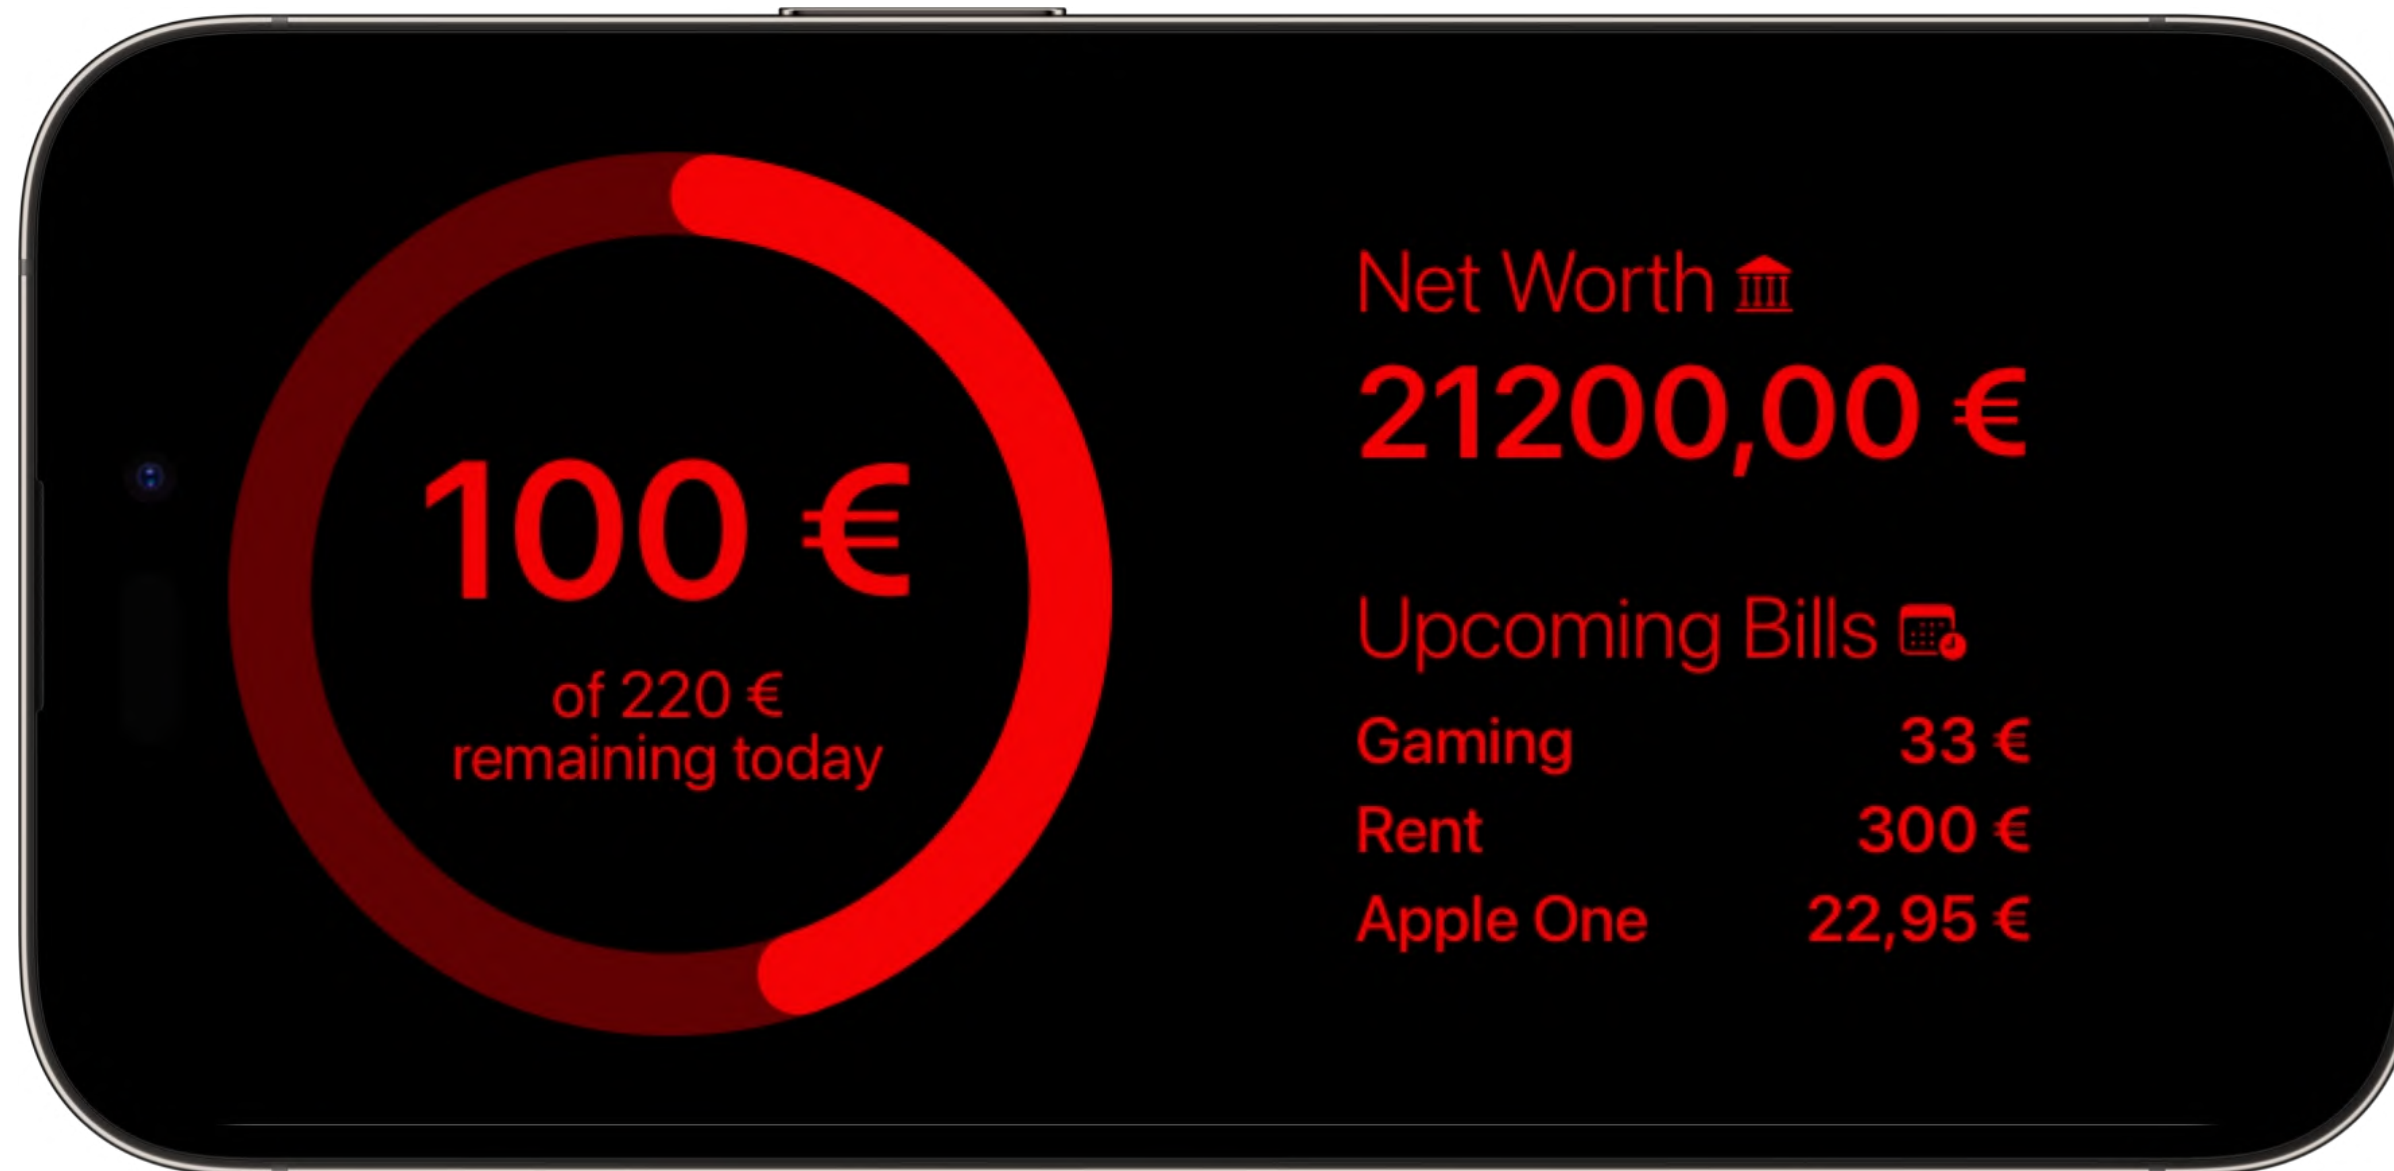 100 €
of 220 €
remaining today
Net Worth
21200,00 €
Upcoming Bills
Gaming 33 €
Rent 300 €
Apple One 22,95 €